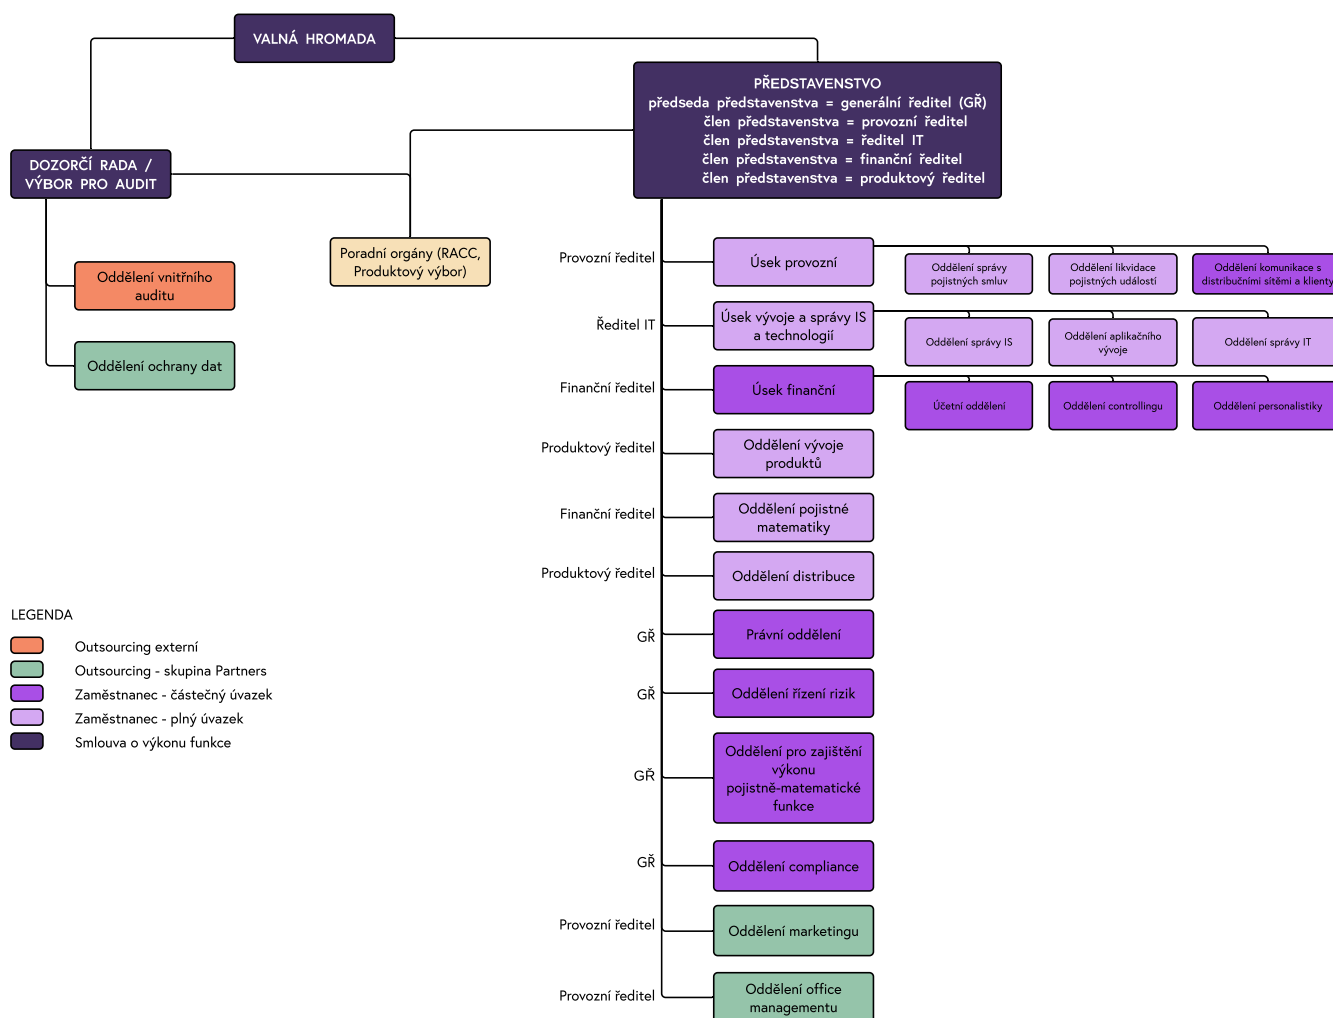 VALNÁ HROMADA
PŘEDSTAVENSTVO
předseda představenstva = generální ředitel (GŘ)
člen představenstva = provozní ředitel
člen představenstva = ředitel IT
člen představenstva = finanční ředitel
člen představenstva = produktový ředitel
DOZORČÍ RADA /
VÝBOR PRO AUDIT
Oddělení vnitřního
auditu
Oddělení ochrany dat
Poradní orgány (RACC,
Produktový výbor)
Provozní ředitel
Úsek provozní
Oddělení správy
pojistných smluv
Oddělení likvidace
pojistných událostí
Oddělení komunikace s
distribučními sítěmi a klienty
Ředitel IT
Úsek vývoje a správy IS
a technologií
Oddělení správy IS
Oddělení aplikačního
vývoje
Oddělení správy IT
Finanční ředitel
Úsek finanční
Účetní oddělení
Oddělení controllingu
Oddělení personalistiky
Produktový ředitel
Oddělení vývoje
produktů
Finanční ředitel
Oddělení pojistné
matematiky
Produktový ředitel
Oddělení distribuce
GŘ
Právní oddělení
GŘ
Oddělení řízení rizik
GŘ
Oddělení pro zajištění
výkonu
pojistně-matematické
funkce
GŘ
Oddělení compliance
Provozní ředitel
Oddělení marketingu
Provozní ředitel
Oddělení office
managementu
LEGENDA
Outsourcing externí
Outsourcing - skupina Partners
Zaměstnanec - částečný úvazek
Zaměstnanec - plný úvazek
Smlouva o výkonu funkce